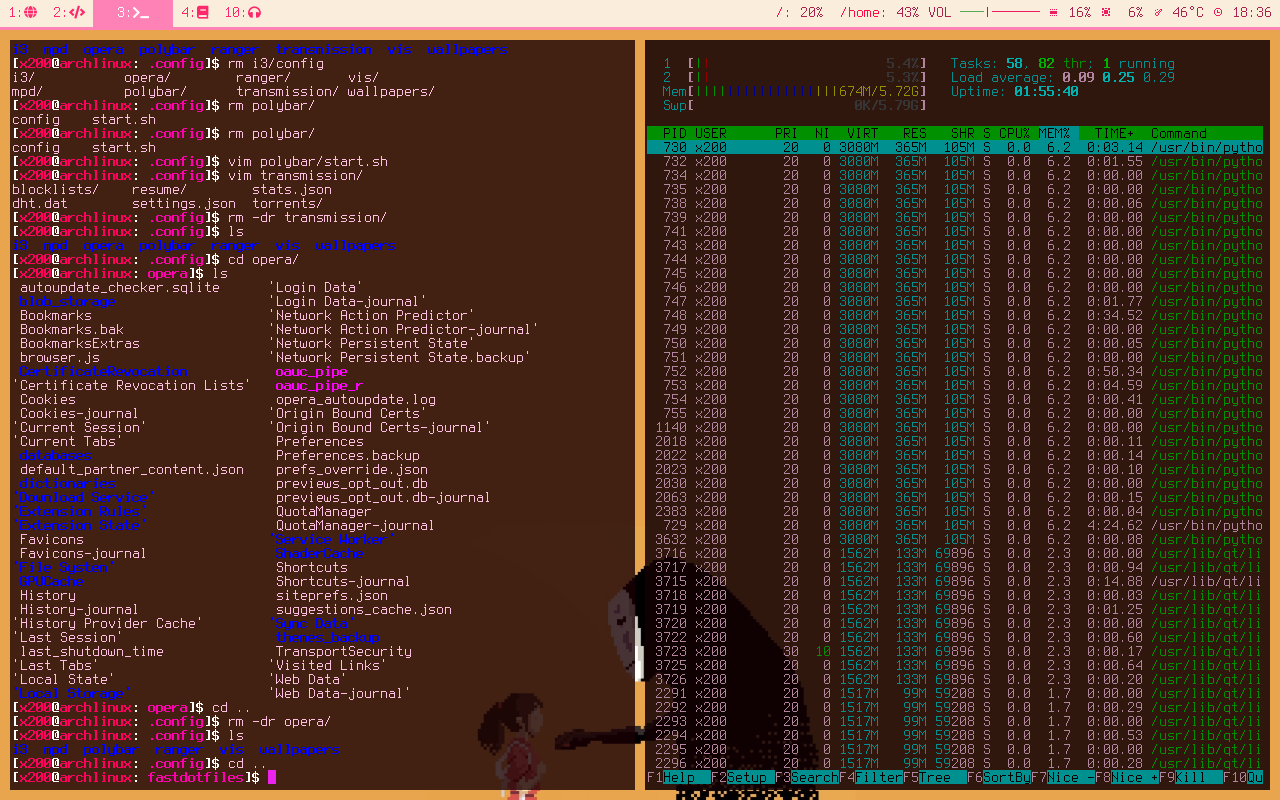 1: 2: 3: 4: 10: /: 20% /home: 43% VOL 16% 6% 46°C 18:36
i3 mpd opera polybar ranger transmission vis wallpapers
[x200@archlinux: .config]$ rm i3/config
i3/ opera/ ranger/ vis/
mpd/ polybar/ transmission/ wallpapers/
[x200@archlinux: .config]$ rm polybar/
config start.sh
[x200@archlinux: .config]$ rm polybar/
config start.sh
[x200@archlinux: .config]$ vim polybar/start.sh
[x200@archlinux: .config]$ vim transmission/
blocklists/ resume/ stats.json
dht.dat settings.json torrents/
[x200@archlinux: .config]$ rm -dr transmission/
[x200@archlinux: .config]$ ls
i3 mpd opera polybar ranger vis wallpapers
[x200@archlinux: .config]$ cd opera/
[x200@archlinux: opera]$ ls
autoupdate_checker.sqlite 'Login Data'
blob_storage 'Login Data-journal'
Bookmarks 'Network Action Predictor'
Bookmarks.bak 'Network Action Predictor-journal'
BookmarksExtras 'Network Persistent State'
browser.js 'Network Persistent State.backup'
CertificateRevocation oauc_pipe
'Certificate Revocation Lists' oauc_pipe_r
Cookies opera_autoupdate.log
Cookies-journal 'Origin Bound Certs'
'Current Session' 'Origin Bound Certs-journal'
'Current Tabs' Preferences
databases Preferences.backup
default_partner_content.json prefs_override.json
dictionaries previews_opt_out.db
'Download Service' previews_opt_out.db-journal
'Extension Rules' QuotaManager
'Extension State' QuotaManager-journal
Favicons 'Service Worker'
Favicons-journal ShaderCache
'File System' Shortcuts
GPUCache Shortcuts-journal
History siteprefs.json
History-journal suggestions_cache.json
'History Provider Cache' 'Sync Data'
'Last Session' themes_backup
last_shutdown_time TransportSecurity
'Last Tabs' 'Visited Links'
'Local State' 'Web Data'
'Local Storage' 'Web Data-journal'
[x200@archlinux: opera]$ cd ..
[x200@archlinux: .config]$ rm -dr opera/
[x200@archlinux: .config]$ ls
i3 mpd polybar ranger vis wallpapers
[x200@archlinux: .config]$ cd ..
[x200@archlinux: fastdotfiles]$
1 [|| 5.4%] Tasks: 58, 82 thr; 1 running
2 [|| 5.3%] Load average: 0.09 0.25 0.29
Mem[||||||||||||||||||674M/5.72G] Uptime: 01:55:40
Swp[ 0K/5.79G]
PID USER PRI NI VIRT RES SHR S CPU% MEM% TIME+ Command
730 x200 20 0 3080M 365M 105M S 0.0 6.2 0:03.14 /usr/bin/pytho
732 x200 20 0 3080M 365M 105M S 0.0 6.2 0:01.55 /usr/bin/pytho
734 x200 20 0 3080M 365M 105M S 0.0 6.2 0:00.00 /usr/bin/pytho
735 x200 20 0 3080M 365M 105M S 0.0 6.2 0:00.00 /usr/bin/pytho
738 x200 20 0 3080M 365M 105M S 0.0 6.2 0:00.06 /usr/bin/pytho
739 x200 20 0 3080M 365M 105M S 0.0 6.2 0:00.00 /usr/bin/pytho
741 x200 20 0 3080M 365M 105M S 0.0 6.2 0:00.00 /usr/bin/pytho
743 x200 20 0 3080M 365M 105M S 0.0 6.2 0:00.00 /usr/bin/pytho
744 x200 20 0 3080M 365M 105M S 0.0 6.2 0:00.00 /usr/bin/pytho
745 x200 20 0 3080M 365M 105M S 0.0 6.2 0:00.00 /usr/bin/pytho
746 x200 20 0 3080M 365M 105M S 0.0 6.2 0:00.00 /usr/bin/pytho
747 x200 20 0 3080M 365M 105M S 0.0 6.2 0:01.77 /usr/bin/pytho
748 x200 20 0 3080M 365M 105M S 0.0 6.2 0:34.52 /usr/bin/pytho
749 x200 20 0 3080M 365M 105M S 0.0 6.2 0:00.00 /usr/bin/pytho
750 x200 20 0 3080M 365M 105M S 0.0 6.2 0:00.00 /usr/bin/pytho
751 x200 20 0 3080M 365M 105M S 0.0 6.2 0:00.00 /usr/bin/pytho
752 x200 20 0 3080M 365M 105M S 0.0 6.2 0:50.34 /usr/bin/pytho
753 x200 20 0 3080M 365M 105M S 0.0 6.2 0:04.59 /usr/bin/pytho
754 x200 20 0 3080M 365M 105M S 0.0 6.2 0:00.41 /usr/bin/pytho
755 x200 20 0 3080M 365M 105M S 0.0 6.2 0:00.00 /usr/bin/pytho
1140 x200 20 0 3080M 365M 105M S 0.0 6.2 0:00.00 /usr/bin/pytho
2018 x200 20 0 3080M 365M 105M S 0.0 6.2 0:00.11 /usr/bin/pytho
2022 x200 20 0 3080M 365M 105M S 0.0 6.2 0:00.14 /usr/bin/pytho
2023 x200 20 0 3080M 365M 105M S 0.0 6.2 0:00.10 /usr/bin/pytho
2030 x200 20 0 3080M 365M 105M S 0.0 6.2 0:00.00 /usr/bin/pytho
2063 x200 20 0 3080M 365M 105M S 0.0 6.2 0:00.15 /usr/bin/pytho
2383 x200 20 0 3080M 365M 105M S 0.0 6.2 0:00.04 /usr/bin/pytho
729 x200 20 0 3080M 365M 105M S 0.0 6.2 4:24.62 /usr/bin/pytho
3632 x200 20 0 3080M 365M 105M S 0.0 6.2 0:00.08 /usr/bin/pytho
3716 x200 20 0 1562M 133M 69896 S 0.0 2.3 0:00.00 /usr/lib/qt/li
3717 x200 20 0 1562M 133M 69896 S 0.0 2.3 0:00.94 /usr/lib/qt/li
3715 x200 20 0 1562M 133M 69896 S 0.0 2.3 0:14.88 /usr/lib/qt/li
3718 x200 20 0 1562M 133M 69896 S 0.0 2.3 0:00.03 /usr/lib/qt/li
3719 x200 20 0 1562M 133M 69896 S 0.0 2.3 0:01.25 /usr/lib/qt/li
3720 x200 20 0 1562M 133M 69896 S 0.0 2.3 0:00.00 /usr/lib/qt/li
3722 x200 20 0 1562M 133M 69896 S 0.0 2.3 0:00.60 /usr/lib/qt/li
3723 x200 30 10 1562M 133M 69896 S 0.0 2.3 0:00.17 /usr/lib/qt/li
3725 x200 20 0 1562M 133M 69896 S 0.0 2.3 0:00.64 /usr/lib/qt/li
3726 x200 20 0 1562M 133M 69896 S 0.0 2.3 0:00.20 /usr/lib/qt/li
2291 x200 20 0 1517M 99M 59208 S 0.0 1.7 0:00.00 /usr/lib/qt/li
2292 x200 20 0 1517M 99M 59208 S 0.0 1.7 0:00.29 /usr/lib/qt/li
2293 x200 20 0 1517M 99M 59208 S 0.0 1.7 0:00.00 /usr/lib/qt/li
2294 x200 20 0 1517M 99M 59208 S 0.0 1.7 0:00.53 /usr/lib/qt/li
2295 x200 20 0 1517M 99M 59208 S 0.0 1.7 0:00.00 /usr/lib/qt/li
2296 x200 20 0 1517M 99M 59208 S 0.0 1.7 0:00.28 /usr/lib/qt/li
F1Help F2Setup F3SearchF4FilterF5Tree F6SortByF7Nice -F8Nice +F9Kill F10Qu